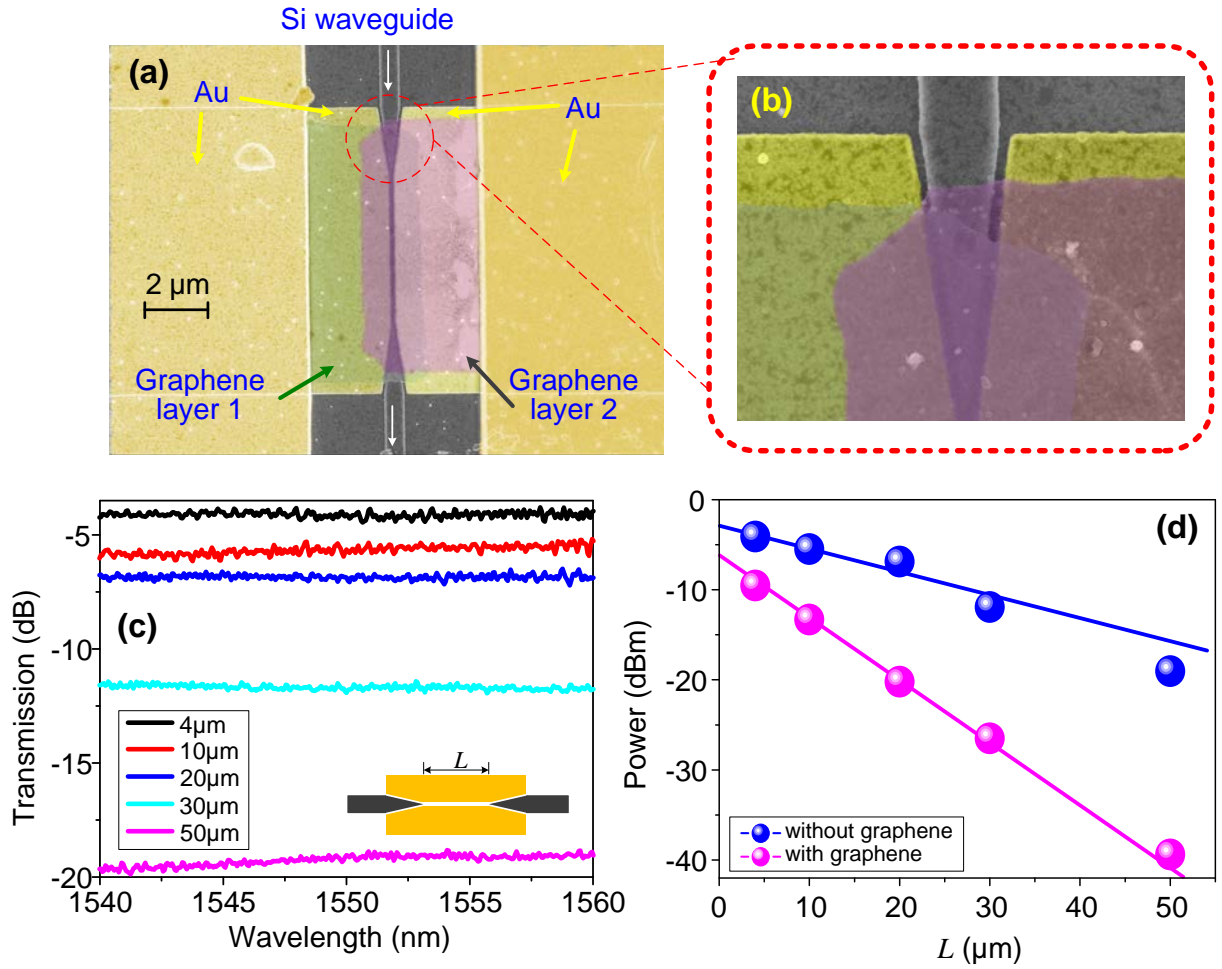 Si waveguide
(a)
Au
Au
2 μm
Graphene
layer 1
Graphene
layer 2
(b)
(c)
Transmission (dB)
-5
-10
-15
-20
1540
1545
1550
1555
1560
Wavelength (nm)
4μm
10μm
20μm
30μm
50μm
L
(d)
Power (dBm)
0
-10
-20
-30
-40
0
10
20
30
40
50
L (μm)
without graphene
with graphene